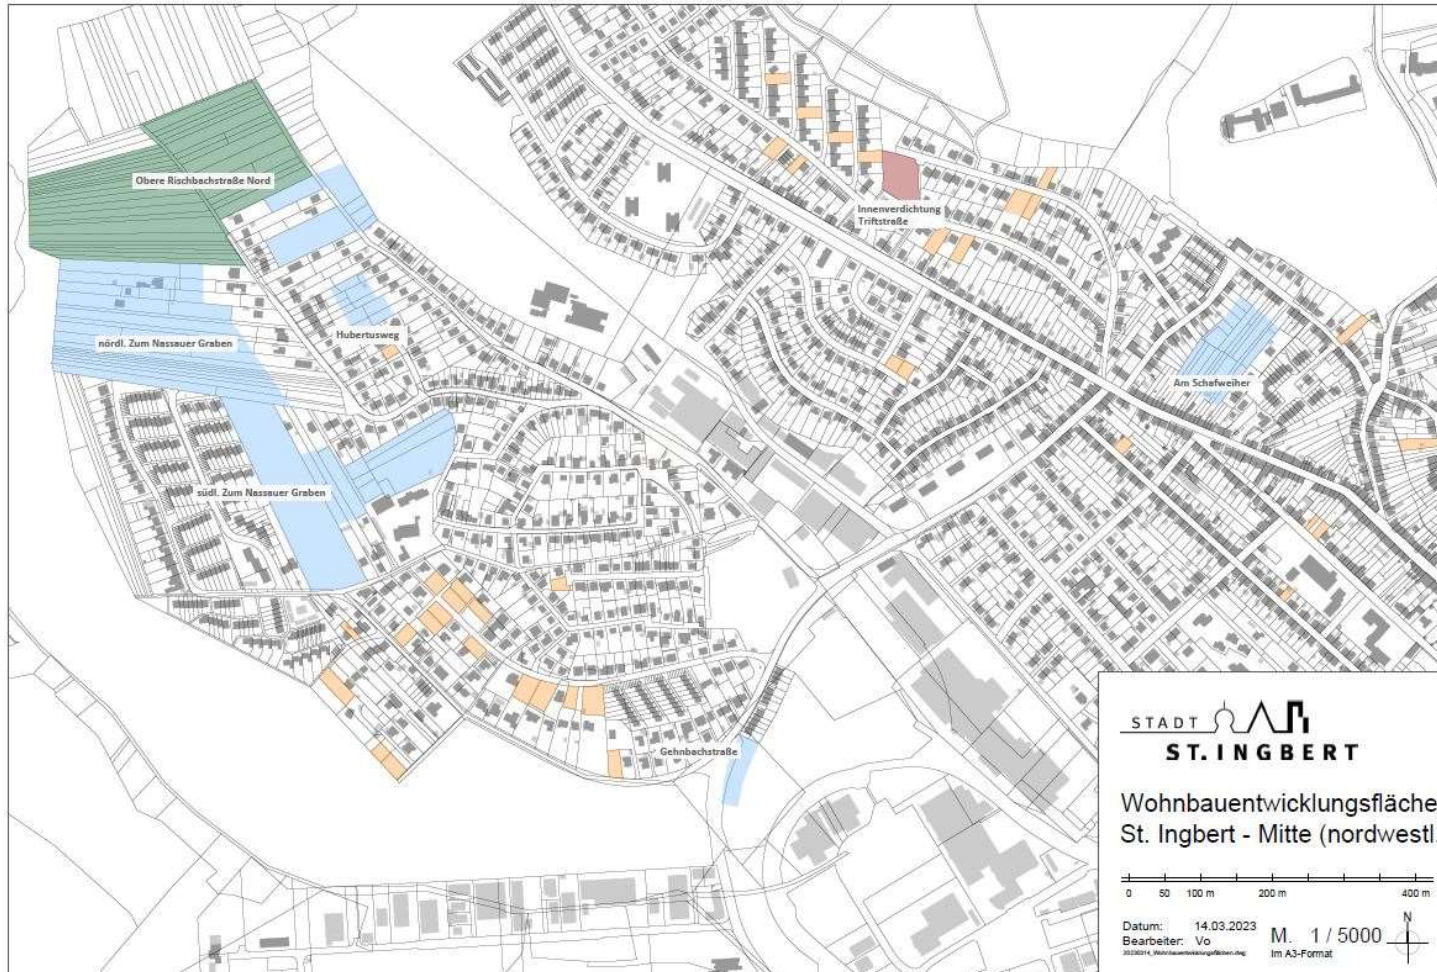 Obere Rischbachstraße Nord
Innenverdichtung
Triftstraße
Hubertusweg
nördl. Zum Nassauer Graben
Am Schafweiher
südl. Zum Nassauer Graben
Gehnbachstraße
STADT
ST. INGBERT
Wohnbauentwicklungsfläche
St. Ingbert - Mitte (nordwestl.
0 50 100 m 200 m 400 m
N
Datum: 14.03.2023
Bearbeiter: Vo
M. 1 / 5000
Im A3-Format